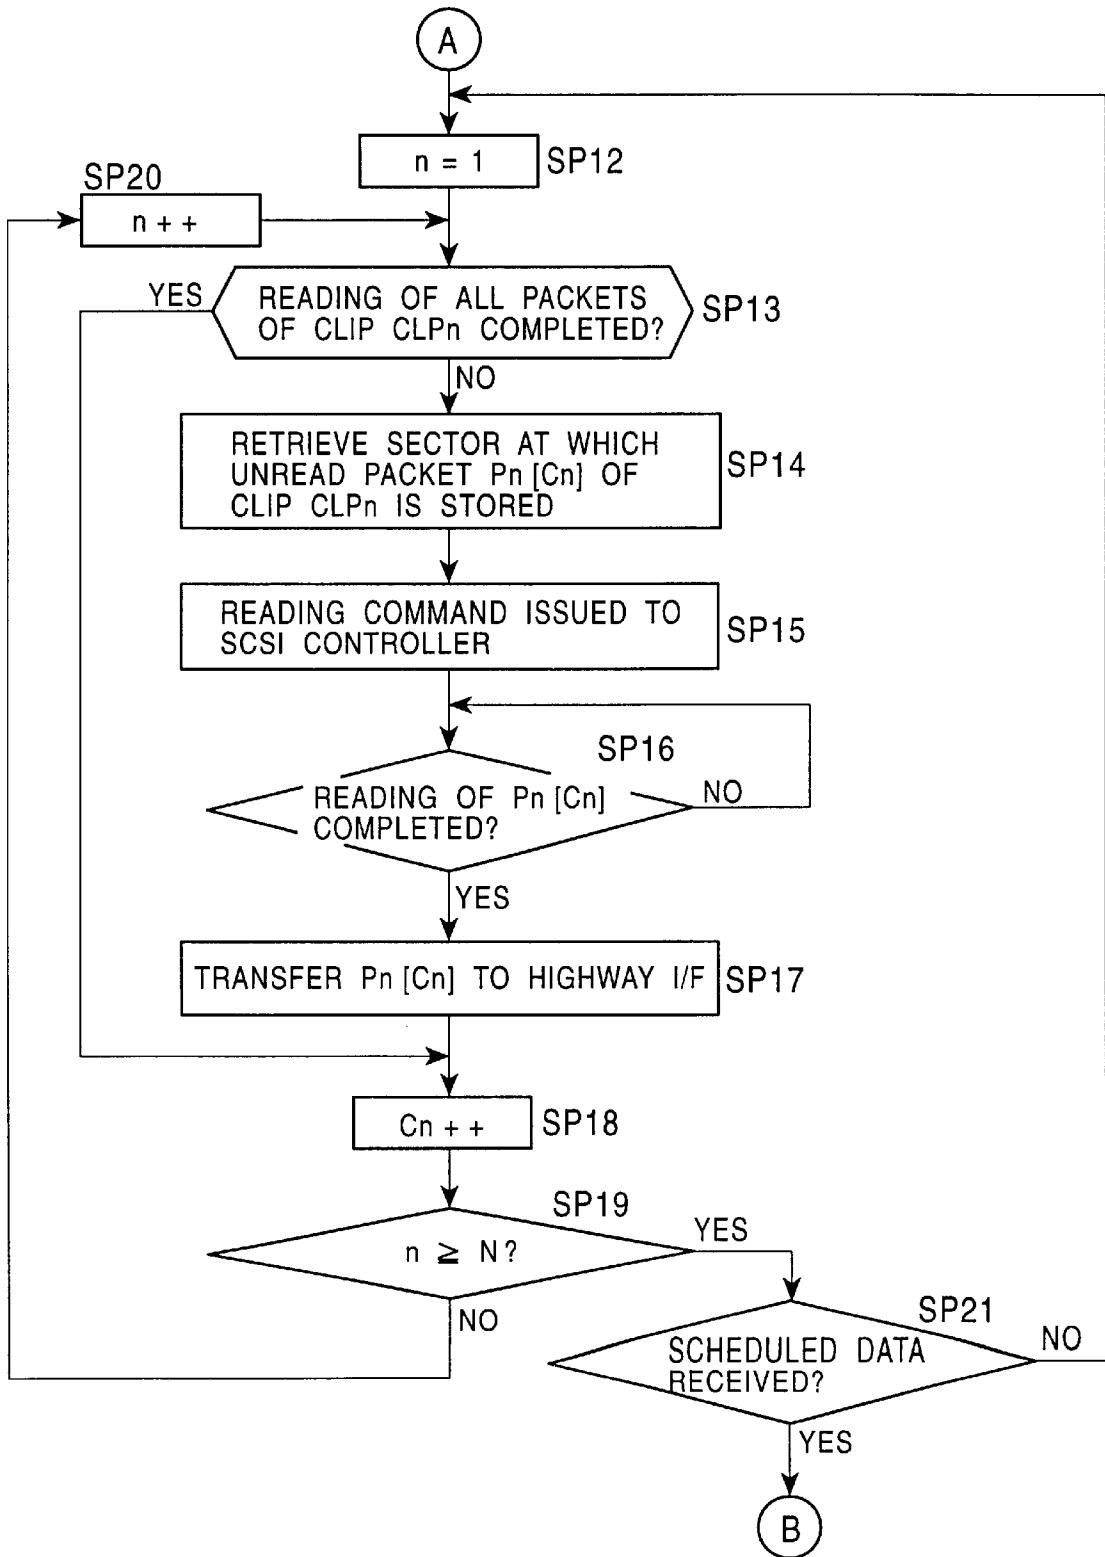 A
n = 1
SP12
SP20
n + +
YES
READING OF ALL PACKETS
OF CLIP CLPn COMPLETED?
SP13
NO
RETRIEVE SECTOR AT WHICH
UNREAD PACKET Pn [Cn] OF
CLIP CLPn IS STORED
SP14
READING COMMAND ISSUED TO
SCSI CONTROLLER
SP15
SP16
READING OF Pn [Cn]
COMPLETED?
NO
YES
TRANSFER Pn [Cn] TO HIGHWAY I/F
SP17
Cn + +
SP18
SP19
n ≧ N?
YES
NO
SP21
SCHEDULED DATA
RECEIVED?
NO
YES
B